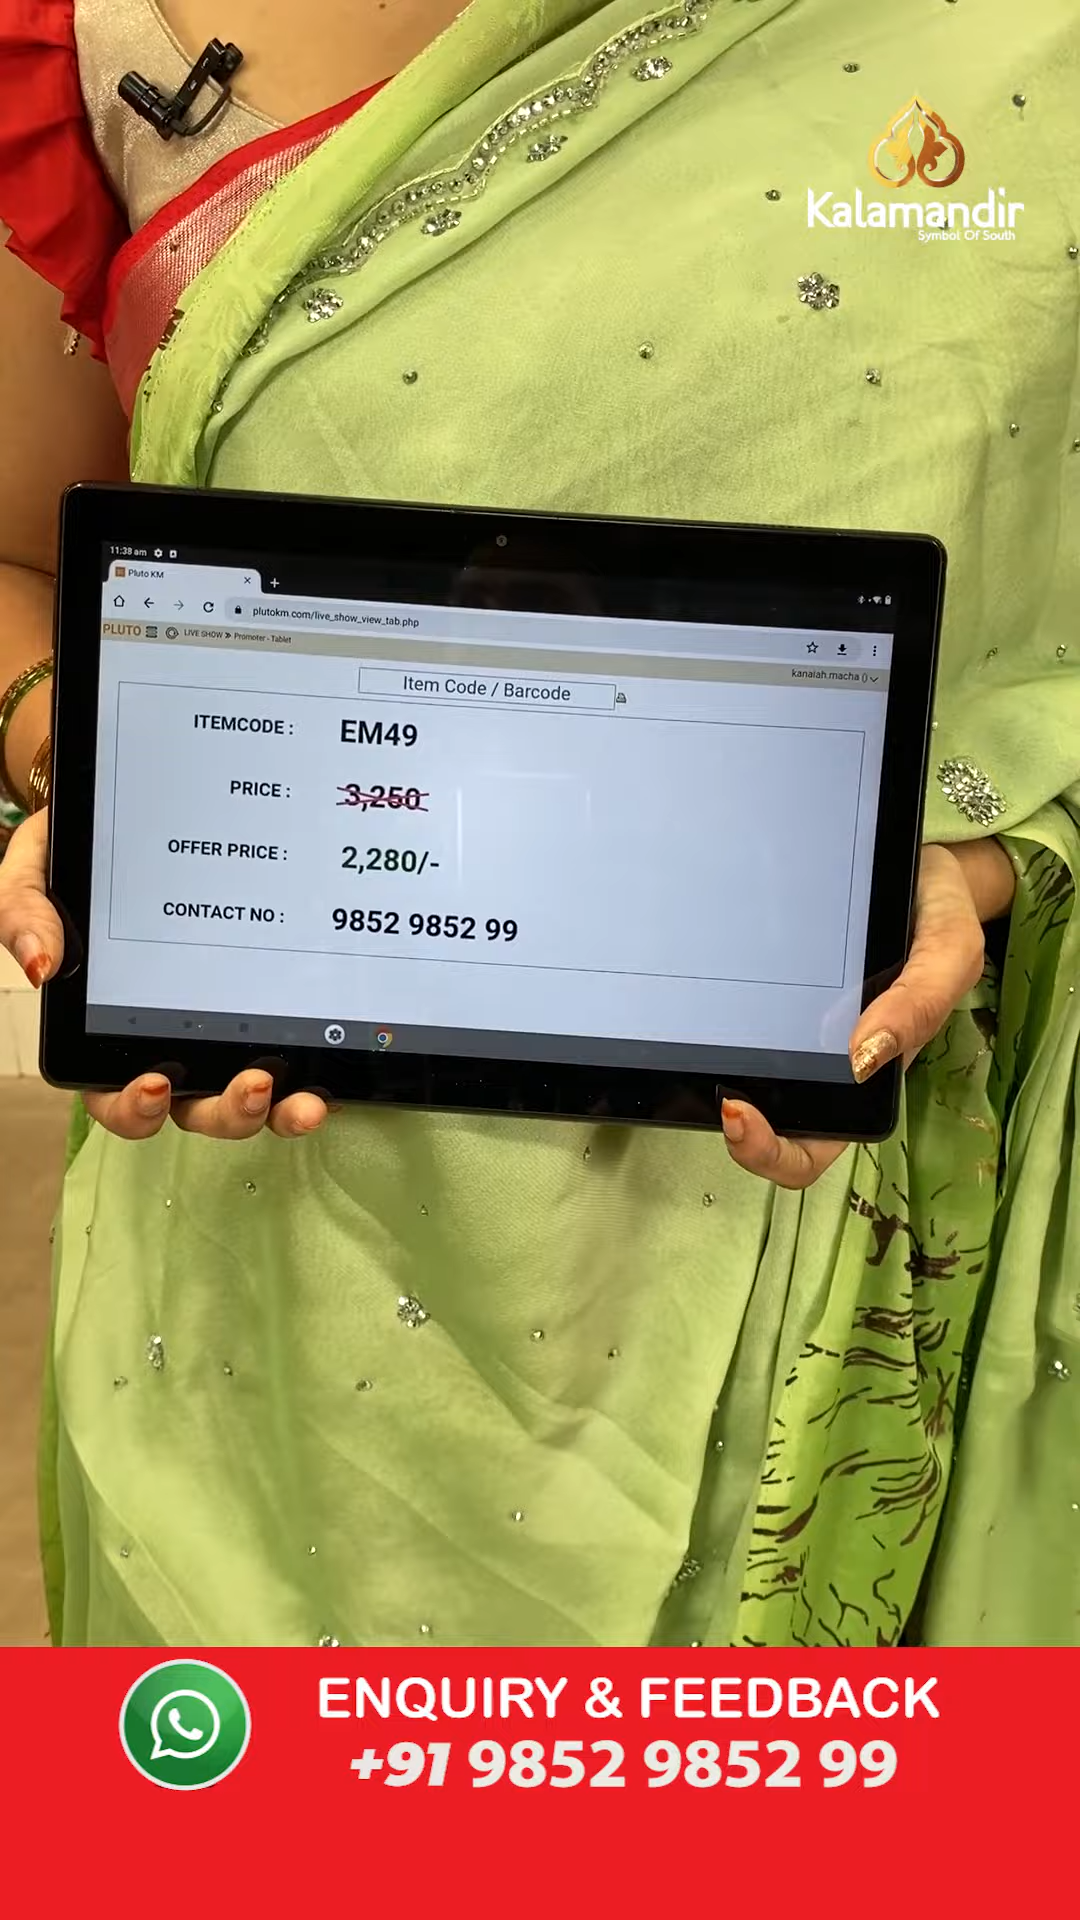 Kalamandir
Symbol Of South
11:38 am
Pluto KM
plutokm.com/live_show_view_tab.php
PLUTO LIVE SHOW >> Promoter - Tablet
kanaiah.macha ()
Item Code / Barcode
ITEMCODE : EM49
PRICE : 3,250
OFFER PRICE : 2,280/-
CONTACT NO : 9852 9852 99
ENQUIRY & FEEDBACK
+91 9852 9852 99